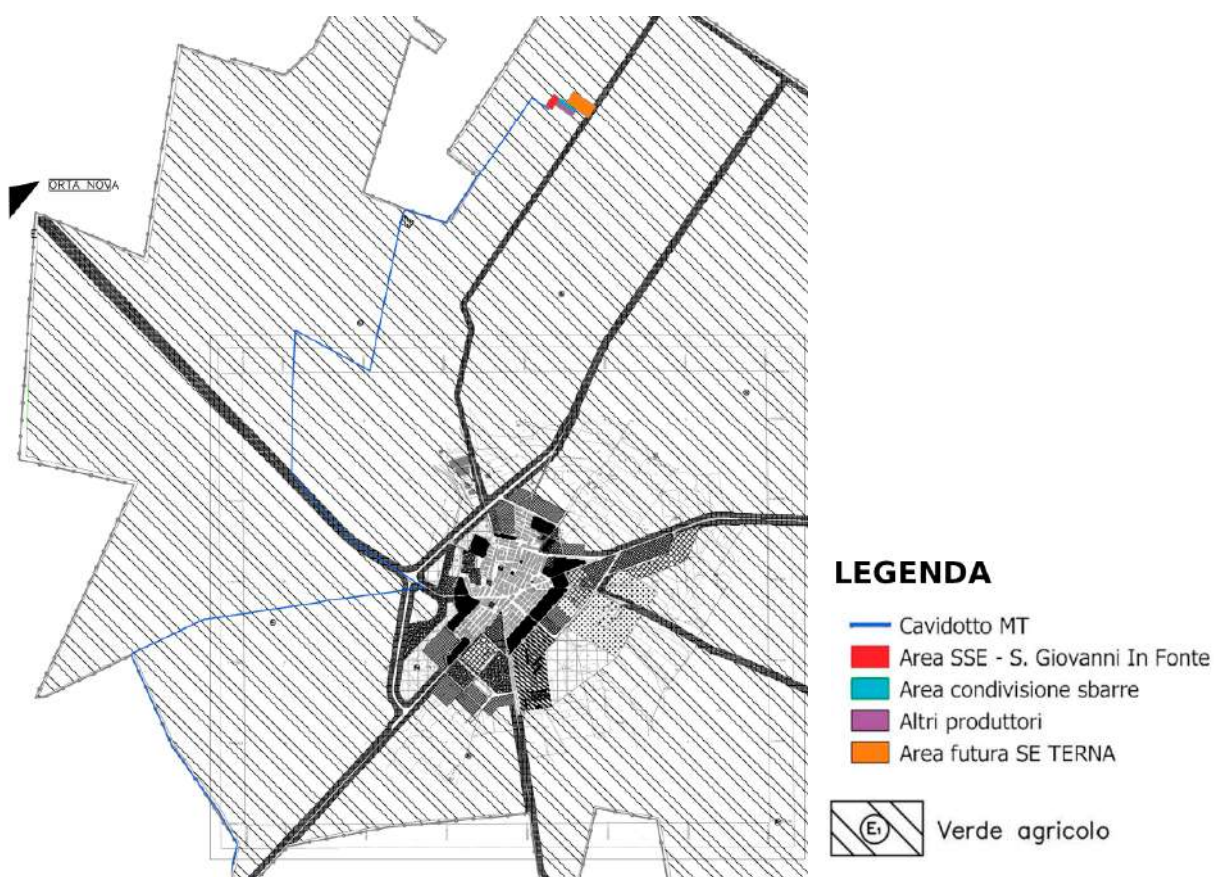 ORTA NOVA
LEGENDA
Cavidotto MT
Area SSE - S. Giovanni In Fonte
Area condivisione sbarre
Altri produttori
Area futura SE TERNA
E₁ Verde agricolo